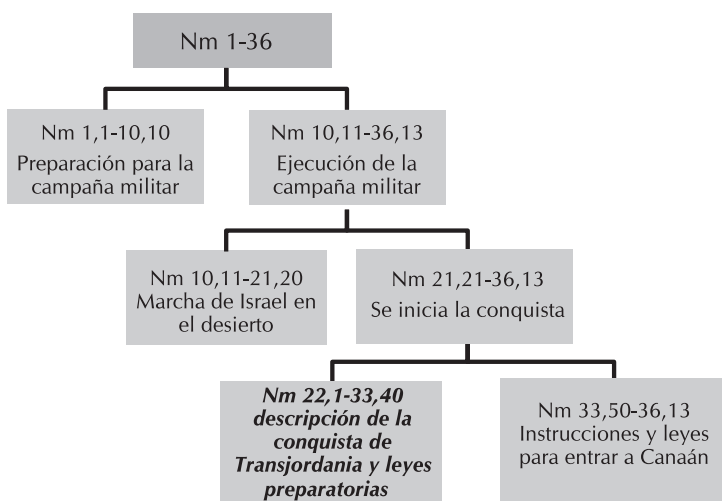 Nm 1-36
Nm 1,1-10,10
Preparación para la
campaña militar
Nm 10,11-36,13
Ejecución de la
campaña militar
Nm 10,11-21,20
Marcha de Israel en
el desierto
Nm 21,21-36,13
Se inicia la conquista
Nm 22,1-33,40
descripción de la
conquista de
Transjordania y leyes
preparatorias
Nm 33,50-36,13
Instrucciones y leyes
para entrar a Canaán